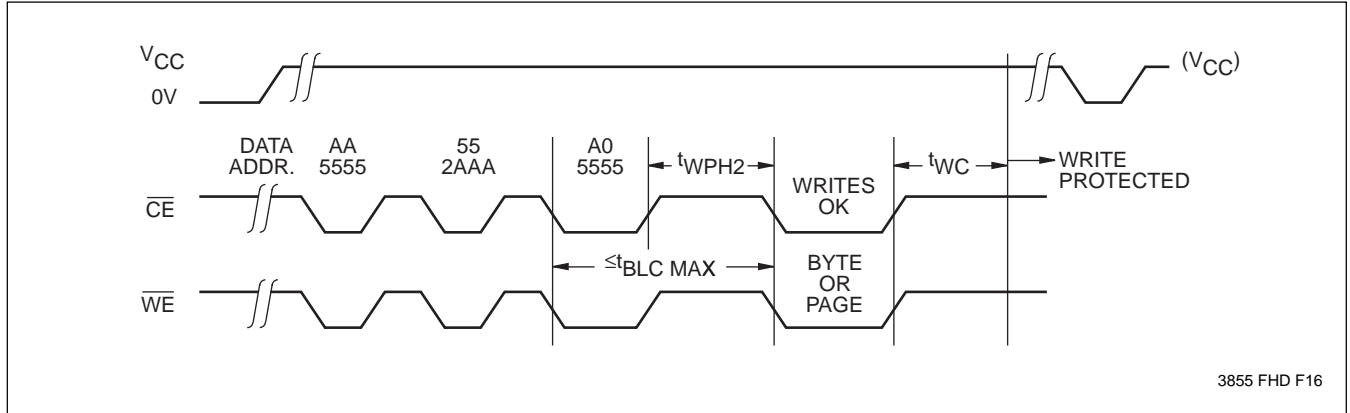 VCC
0V
(VCC)
DATA
ADDR.
AA
5555
55
2AAA
A0
5555
tWPH2
WRITES
OK
tWC
WRITE
PROTECTED
CE
≤tBLC MAX
BYTE
OR
PAGE
WE
3855 FHD F16